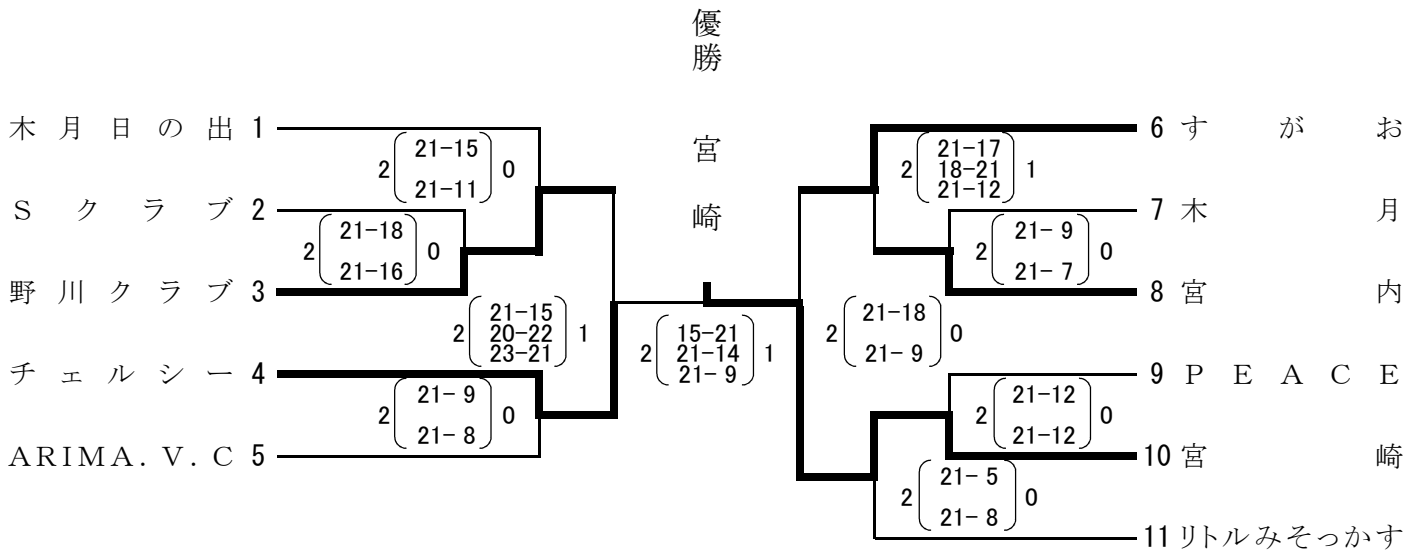 優勝 宮崎
木月日の出 1
Sクラブ 2
野川クラブ 3
チェルシー 4
ARIMA.V.C 5
2 21-15 0
21-11
2 21-18 0
21-16
2 21-15 1
20-22
23-21
2 21- 9 0
21- 8
2 15-21 1
21-14
21- 9
6 すがお
7 木月
8 宮内
9 PEACE
10 宮崎
11 リトルみそっかす
2 21-17 1
18-21
21-12
2 21- 9 0
21- 7
2 21-18 0
21- 9
2 21-12 0
21-12
2 21- 5 0
21- 8